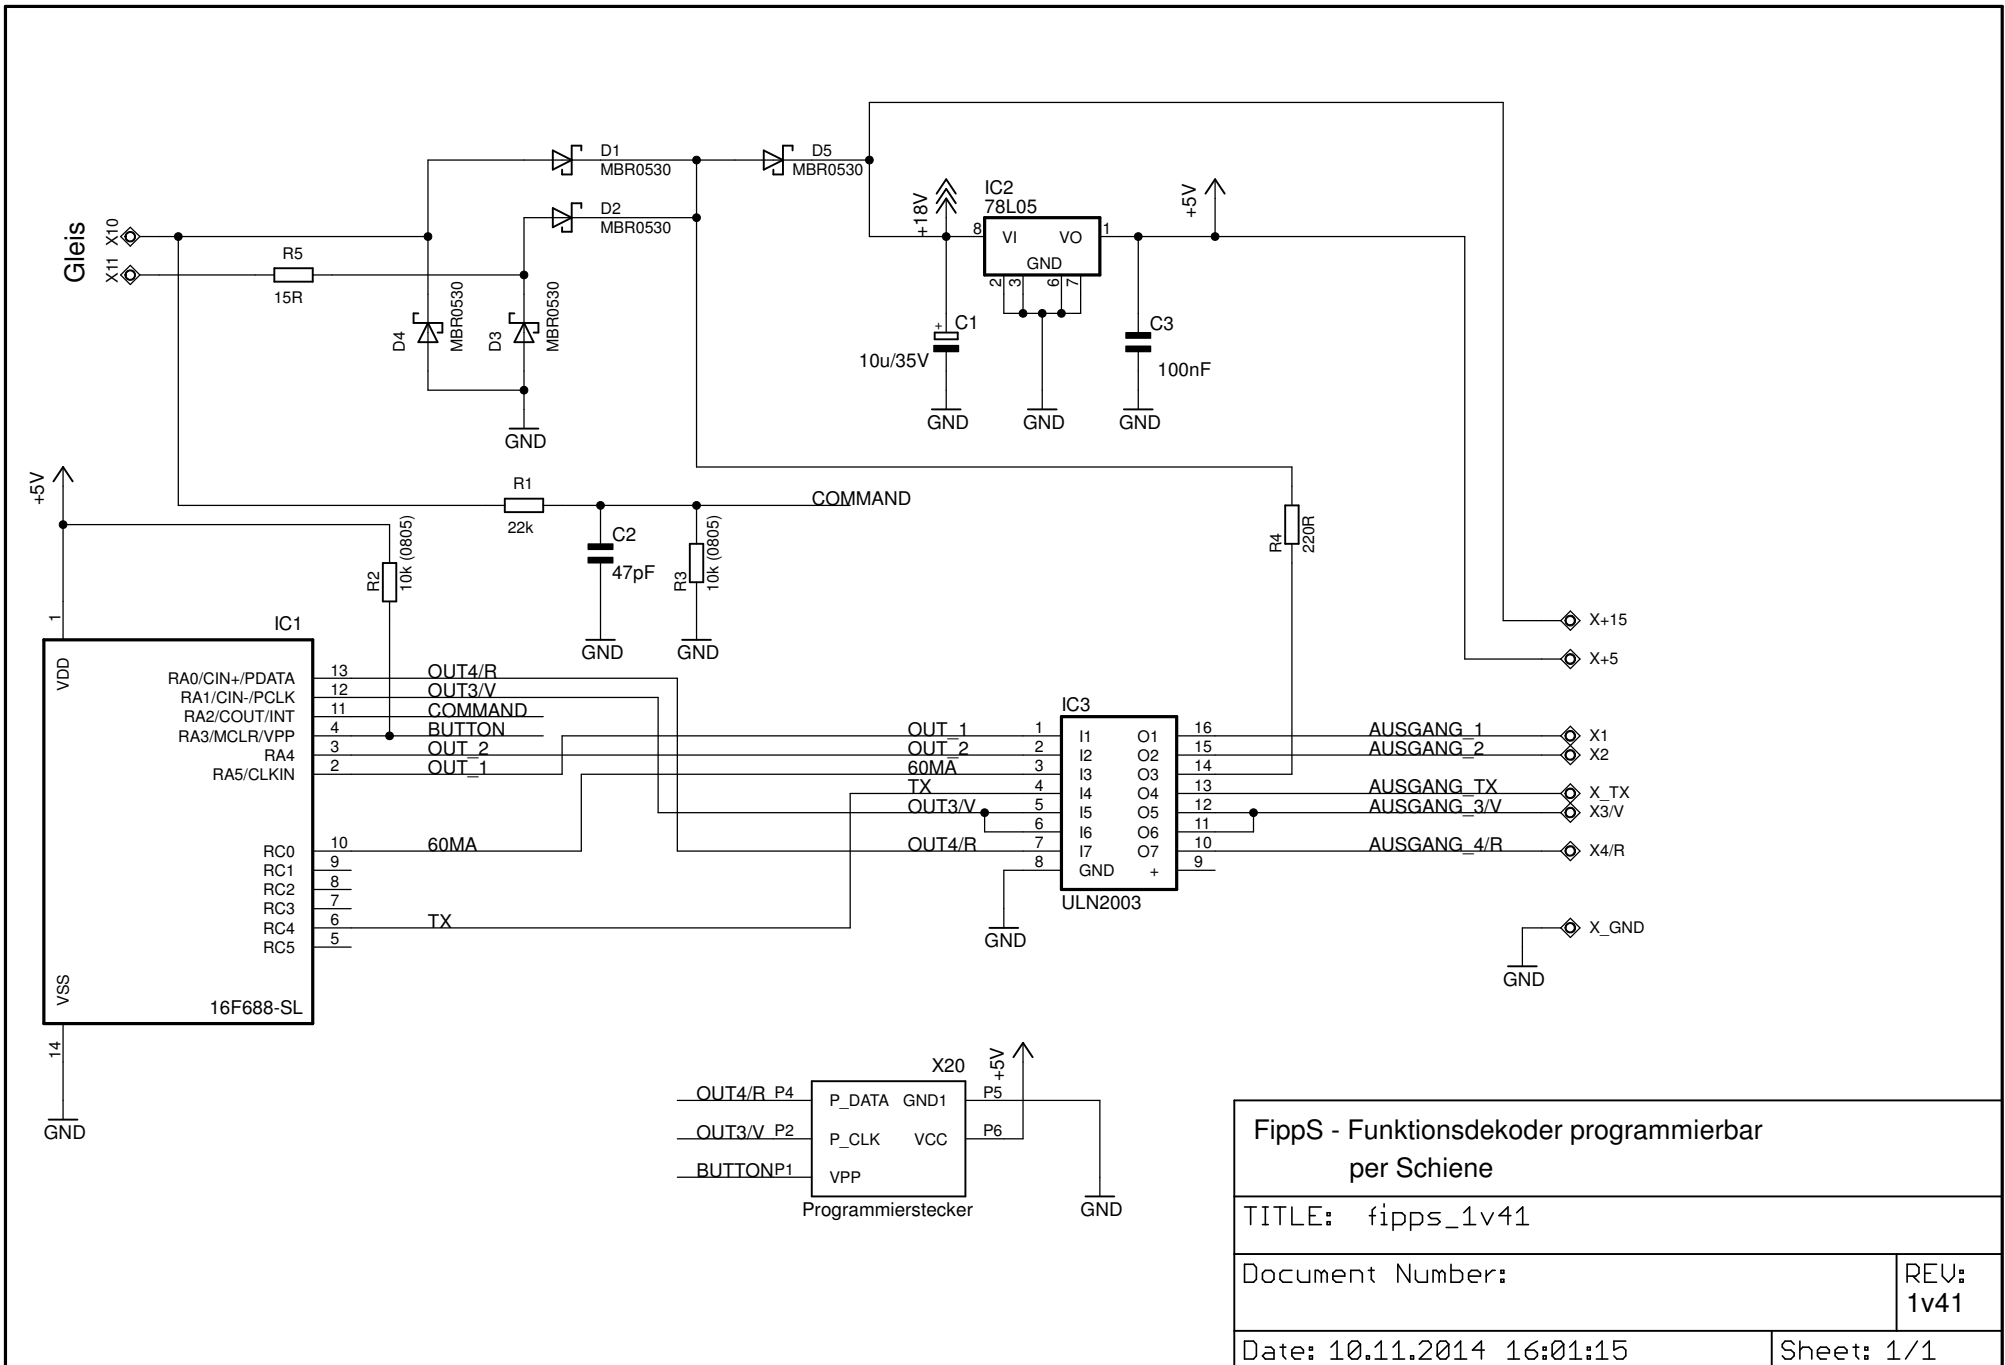 D1
MBR0530
D5
MBR0530
D2
MBR0530
Gleis
X10
X11
R5
15R
D4
MBR0530
D3
MBR0530
GND
+18V
IC2
78L05
8
VI
VO
1
GND
2
3
6
7
+5V
+
C1
10u/35V
C3
100nF
GND
GND
GND
+5V
R1
22k
COMMAND
C2
47pF
R3
10k (0805)
R2
10k (0805)
GND
GND
R4
220R
IC1
1
VDD
RA0/CIN+/PDATA
13
OUT4/R
RA1/CIN-/PCLK
12
OUT3/V
RA2/COUT/INT
11
COMMAND
RA3/MCLR/VPP
4
BUTTON
RA4
3
OUT_2
RA5/CLKIN
2
OUT_1
RC0
10
60MA
RC1
9
RC2
8
RC3
7
RC4
6
TX
RC5
5
VSS
16F688-SL
14
GND
IC3
OUT_1
1
I1
O1
16
AUSGANG_1
X1
OUT_2
2
I2
O2
15
AUSGANG_2
X2
60MA
3
I3
O3
14
TX
4
I4
O4
13
AUSGANG_TX
X_TX
OUT3/V
5
I5
O5
12
AUSGANG_3/V
X3/V
6
I6
O6
11
OUT4/R
7
I7
O7
10
AUSGANG_4/R
X4/R
8
GND
+
9
ULN2003
GND
X+15
X+5
X_GND
GND
X20
+5V
OUT4/R P4
P_DATA
GND1
P5
OUT3/V P2
P_CLK
VCC
P6
BUTTON P1
VPP
Programmierstecker
GND
FippS - Funktionsdekoder programmierbar
per Schiene
TITLE: fipps_1v41
Document Number:
REV:
1v41
Date: 10.11.2014 16:01:15
Sheet: 1/1